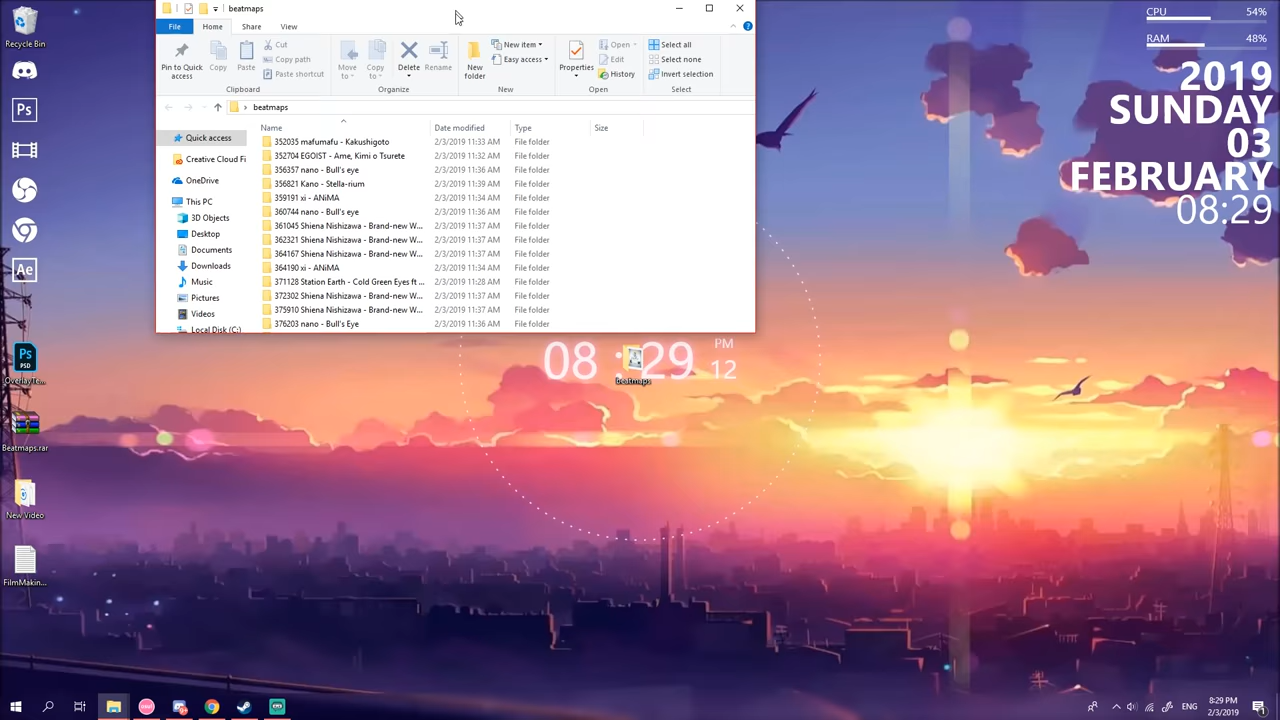 beatmaps
File
Home
Share
View
Pin to Quick access
Copy
Paste
Cut
Copy path
Paste shortcut
Clipboard
Move to
Copy to
Delete
Rename
Organize
New folder
New item
Easy access
New
Properties
Open
Edit
History
Open
Select all
Select none
Invert selection
Select
beatmaps
Name
Date modified
Type
Size
352035 mafumafu - Kakushigoto 2/3/2019 11:33 AM File folder
352704 EGOIST - Ame, Kimi o Tsurete 2/3/2019 11:32 AM File folder
356357 nano - Bull's eye 2/3/2019 11:36 AM File folder
356821 Kano - Stella-rium 2/3/2019 11:39 AM File folder
359191 xi - ANiMA 2/3/2019 11:34 AM File folder
360744 nano - Bull's eye 2/3/2019 11:36 AM File folder
361045 Shiena Nishizawa - Brand-new W... 2/3/2019 11:37 AM File folder
362321 Shiena Nishizawa - Brand-new W... 2/3/2019 11:37 AM File folder
364167 Shiena Nishizawa - Brand-new W... 2/3/2019 11:37 AM File folder
364190 xi - ANiMA 2/3/2019 11:34 AM File folder
371128 Station Earth - Cold Green Eyes ft ... 2/3/2019 11:28 AM File folder
372302 Shiena Nishizawa - Brand-new W... 2/3/2019 11:37 AM File folder
375910 Shiena Nishizawa - Brand-new W... 2/3/2019 11:37 AM File folder
376203 nano - Bull's Eye 2/3/2019 11:36 AM File folder
Quick access
Creative Cloud Fi
OneDrive
This PC
3D Objects
Desktop
Documents
Downloads
Music
Pictures
Videos
Local Disk (C:)
CPU 54%
RAM 48%
2019
SUNDAY
03
FEBRUARY
08:29
Recycle Bin
Ps
Ae
Ps
PSD
OverlayTe...
Beatmaps.rar
New Video
FilmMakin...
08 : 29
PM
12
beatmaps
osu!
ENG
8:29 PM
2/3/2019
1